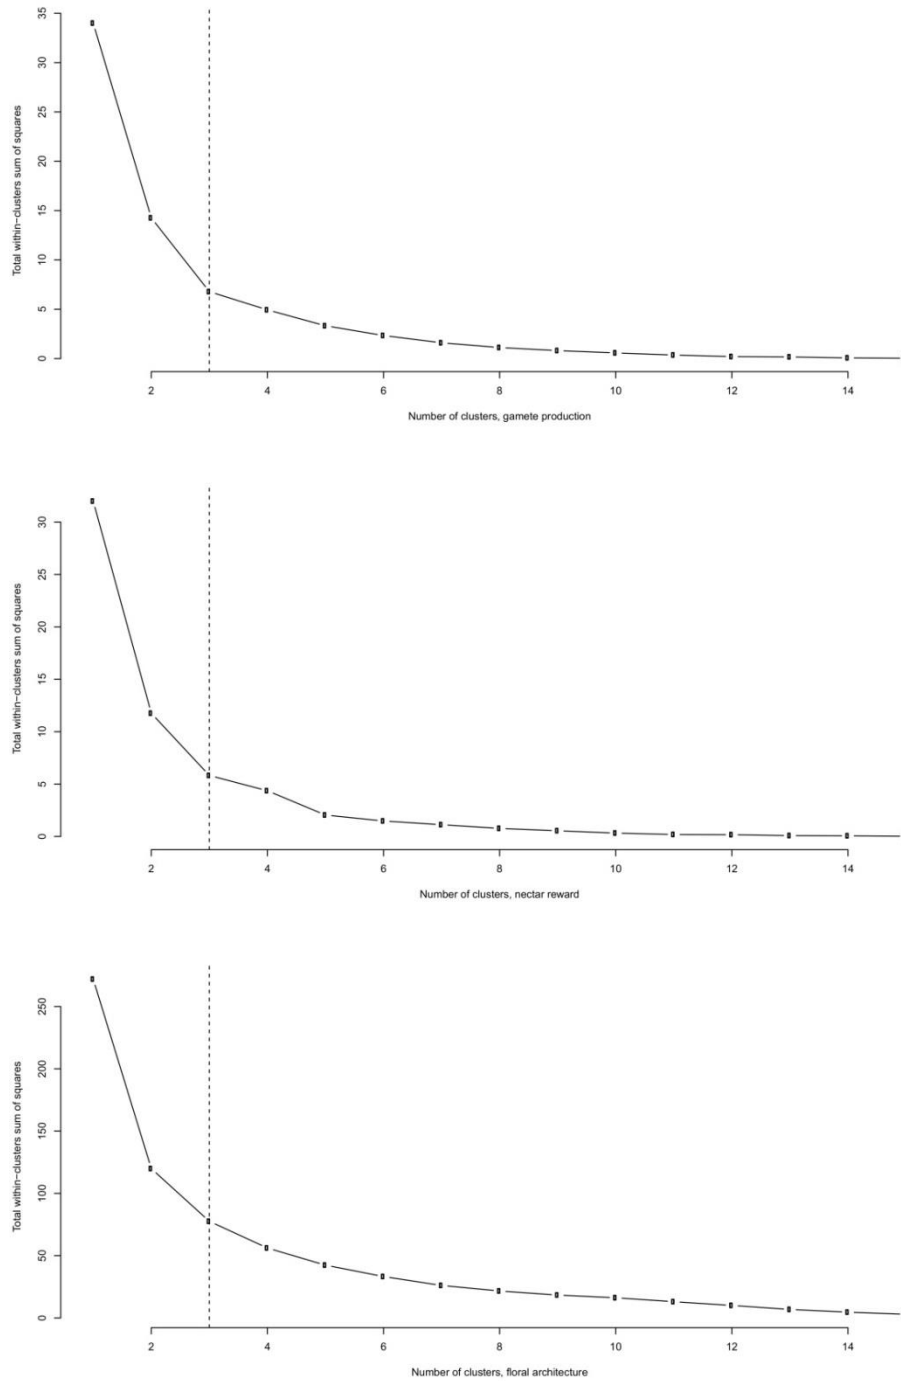 Total within−clusters sum of squares
35
30
25
20
15
10
5
0
2 4 6 8 10 12 14
Number of clusters, gamete production
Total within−clusters sum of squares
30
25
20
15
10
5
0
2 4 6 8 10 12 14
Number of clusters, nectar reward
Total within−clusters sum of squares
250
200
150
100
50
0
2 4 6 8 10 12 14
Number of clusters, floral architecture